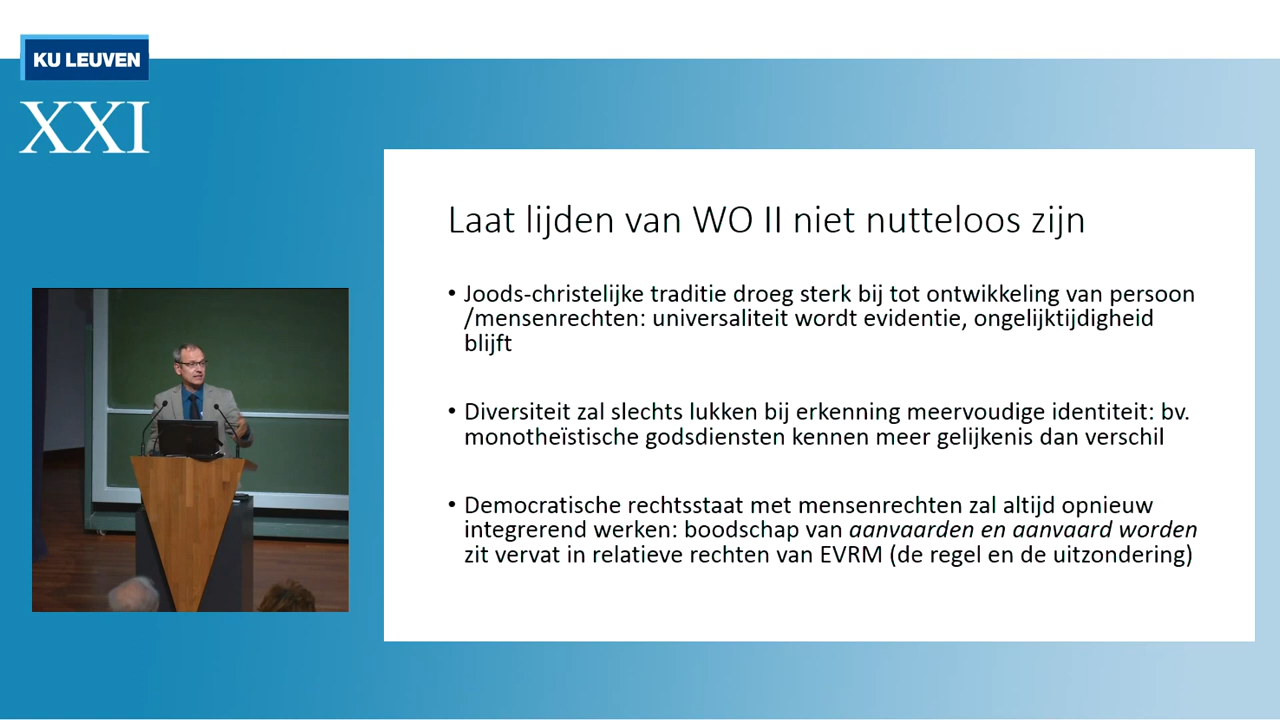 KU LEUVEN
XXI
Laat lijden van WO II niet nutteloos zijn
• Joods-christelijke traditie droeg sterk bij tot ontwikkeling van persoon
/mensenrechten: universaliteit wordt evidentie, ongelijktijdigheid
blijft
• Diversiteit zal slechts lukken bij erkenning meervoudige identiteit: bv.
monotheïstische godsdiensten kennen meer gelijkenis dan verschil
• Democratische rechtsstaat met mensenrechten zal altijd opnieuw
integrerend werken: boodschap van aanvaarden en aanvaard worden
zit vervat in relatieve rechten van EVRM (de regel en de uitzondering)